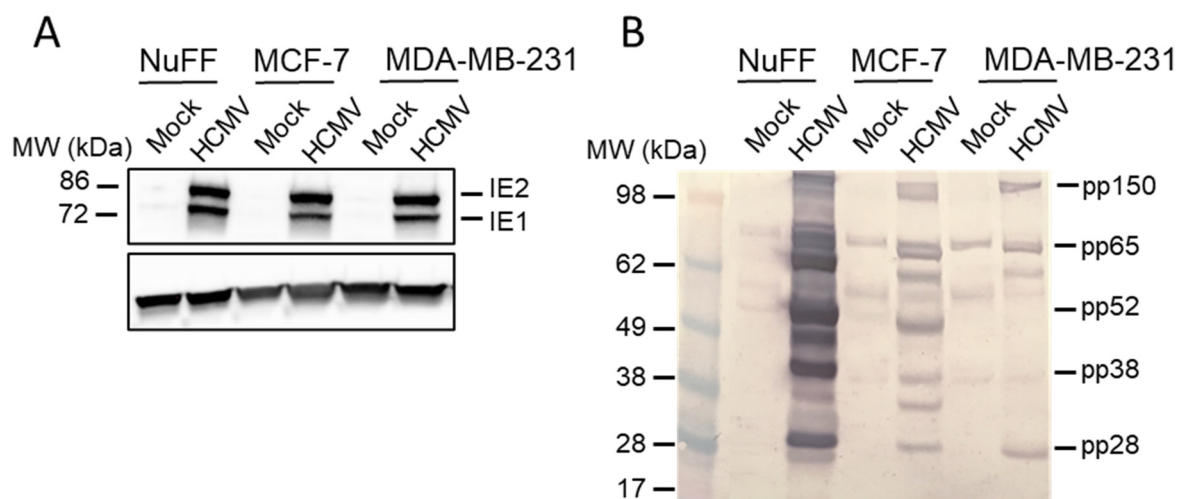 A
NuFF MCF-7 MDA-MB-231
Mock HCMV Mock HCMV Mock HCMV
MW (kDa)
86
72
IE2
IE1
B
NuFF MCF-7 MDA-MB-231
Mock HCMV Mock HCMV Mock HCMV
MW (kDa)
98
62
49
38
28
17
pp150
pp65
pp52
pp38
pp28